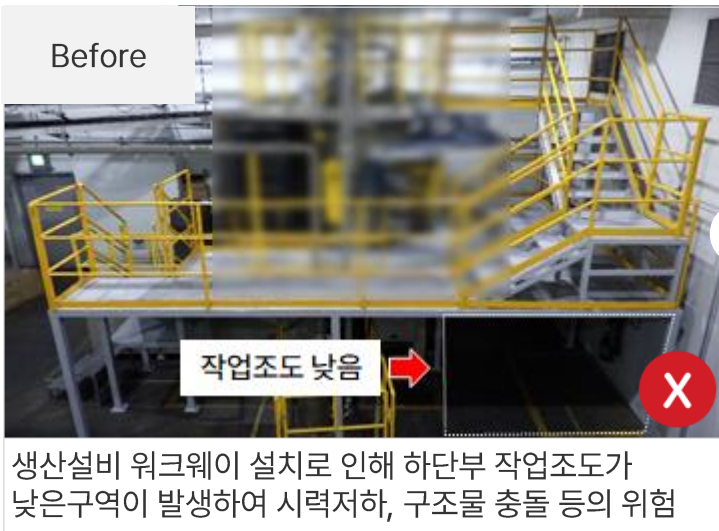 Before
작업조도 낮음
X
생산설비 워크웨이 설치로 인해 하단부 작업조도가
낮은구역이 발생하여 시력저하, 구조물 충돌 등의 위험